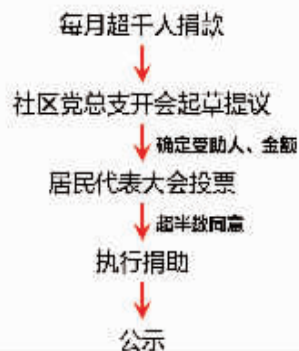 每月超千人捐款
社区党总支开会起草提议
确定受助人、金额
居民代表大会投票
超半数同意
执行捐助
公示